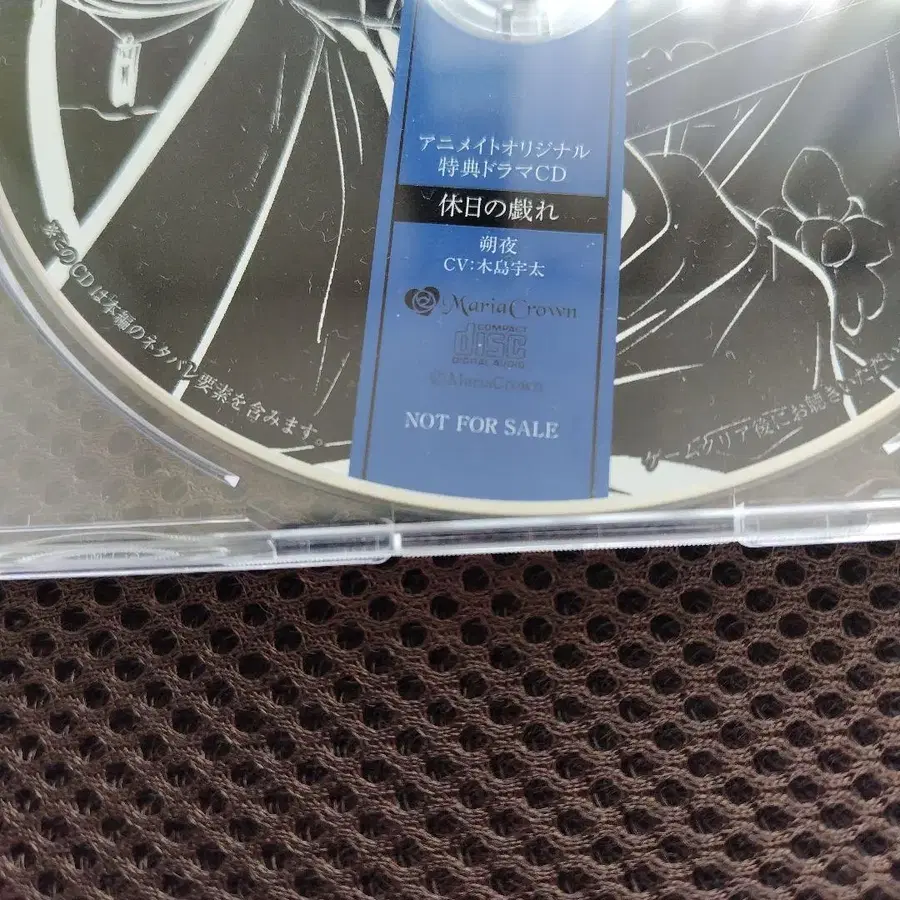 アニメイトオリジナル
特典ドラマCD
休日の戯れ
朔夜
CV:木島宇太
MariaCrown
COMPACT
disc
DIGITAL AUDIO
©MariaCrown
NOT FOR SALE
※このCDは本編のネタバレ要素を含みます。
ゲームクリア後にお聴きいただい